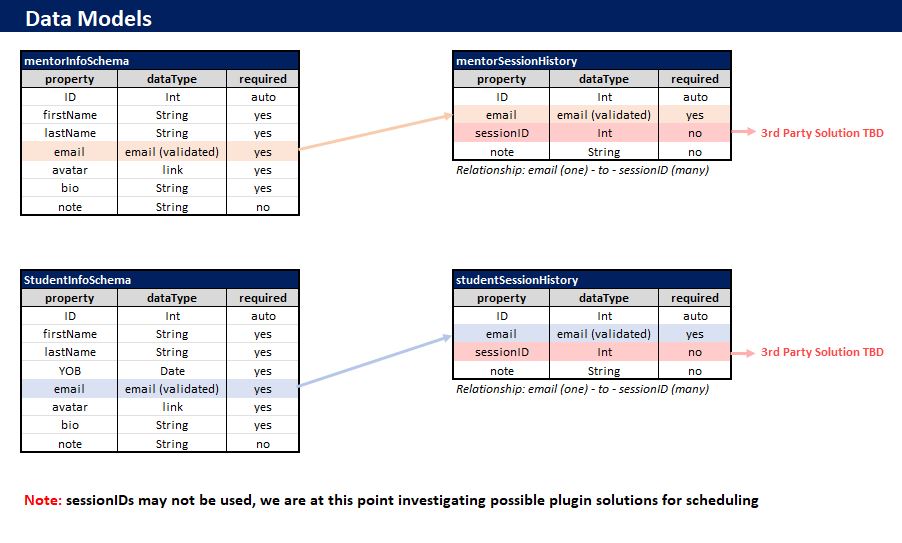 Data Models
mentorInfoSchema
property dataType required
ID Int auto
firstName String yes
lastName String yes
email email (validated) yes
avatar link yes
bio String yes
note String no
mentorSessionHistory
property dataType required
ID Int auto
email email (validated) yes
sessionID Int no
note String no
Relationship: email (one) - to - sessionID (many)
3rd Party Solution TBD
StudentInfoSchema
property dataType required
ID Int auto
firstName String yes
lastName String yes
YOB Date yes
email email (validated) yes
avatar link yes
bio String yes
note String no
studentSessionHistory
property dataType required
ID Int auto
email email (validated) yes
sessionID Int no
note String no
Relationship: email (one) - to - sessionID (many)
3rd Party Solution TBD
Note: sessionIDs may not be used, we are at this point investigating possible plugin solutions for scheduling